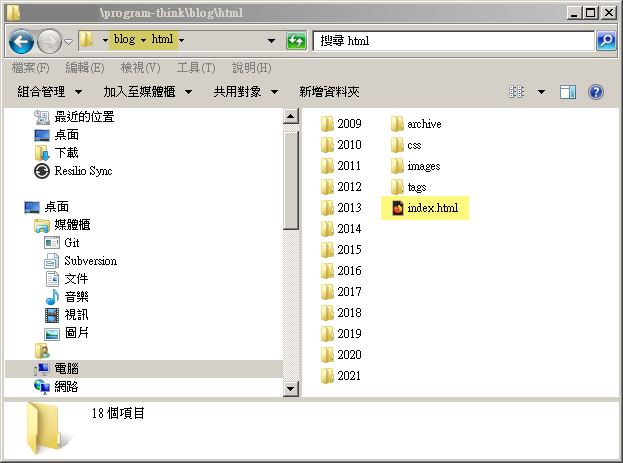 \program-think\blog\html
blog html
搜尋 html
檔案(F) 編輯(E) 檢視(V) 工具(T) 說明(H)
組合管理 加入至媒體櫃 共用對象 新增資料夾
最近的位置
桌面
下載
Resilio Sync
桌面
媒體櫃
Git
Subversion
文件
音樂
視訊
圖片
電腦
網路
2009
2010
2011
2012
2013
2014
2015
2016
2017
2018
2019
2020
2021
archive
css
images
tags
index.html
18 個項目